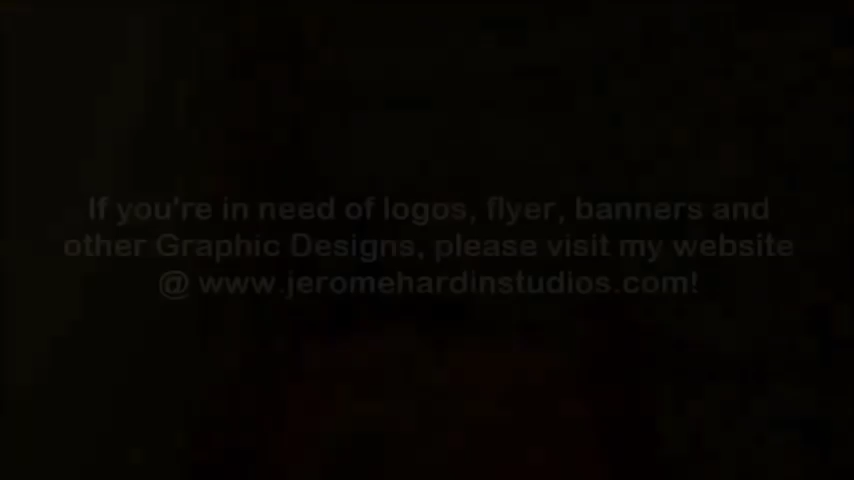 If you're in need of logos, flyer, banners and
other Graphic Designs, please visit my website
@ www.jeromehardinstudios.com!